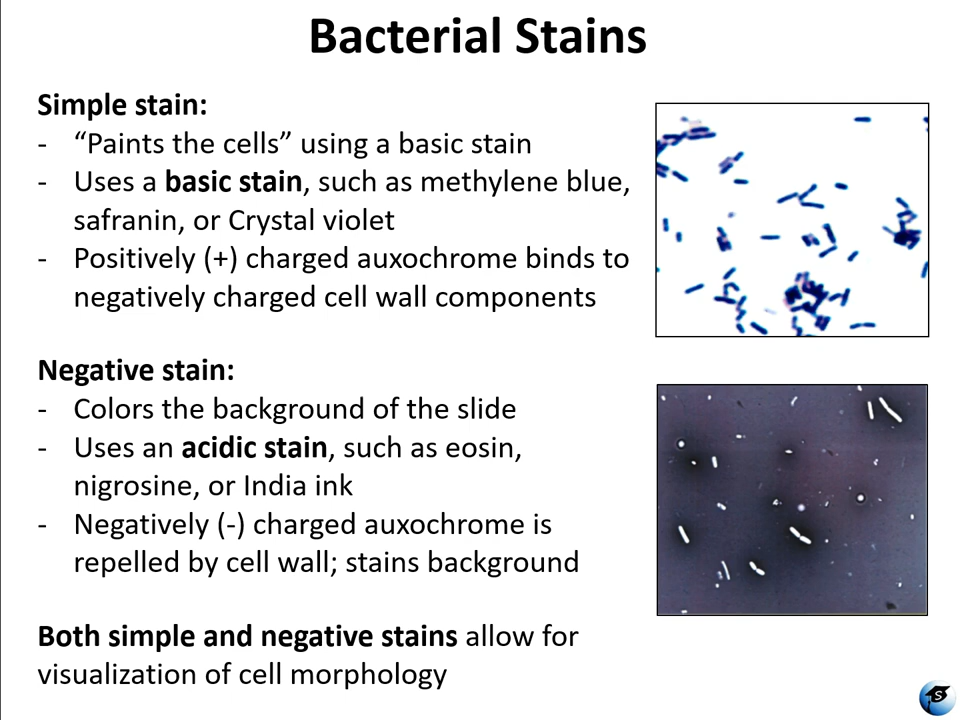 Bacterial Stains
Simple stain:
- “Paints the cells” using a basic stain
- Uses a basic stain, such as methylene blue,
safranin, or Crystal violet
- Positively (+) charged auxochrome binds to
negatively charged cell wall components
Negative stain:
- Colors the background of the slide
- Uses an acidic stain, such as eosin,
nigrosine, or India ink
- Negatively (-) charged auxochrome is
repelled by cell wall; stains background
Both simple and negative stains allow for
visualization of cell morphology
S